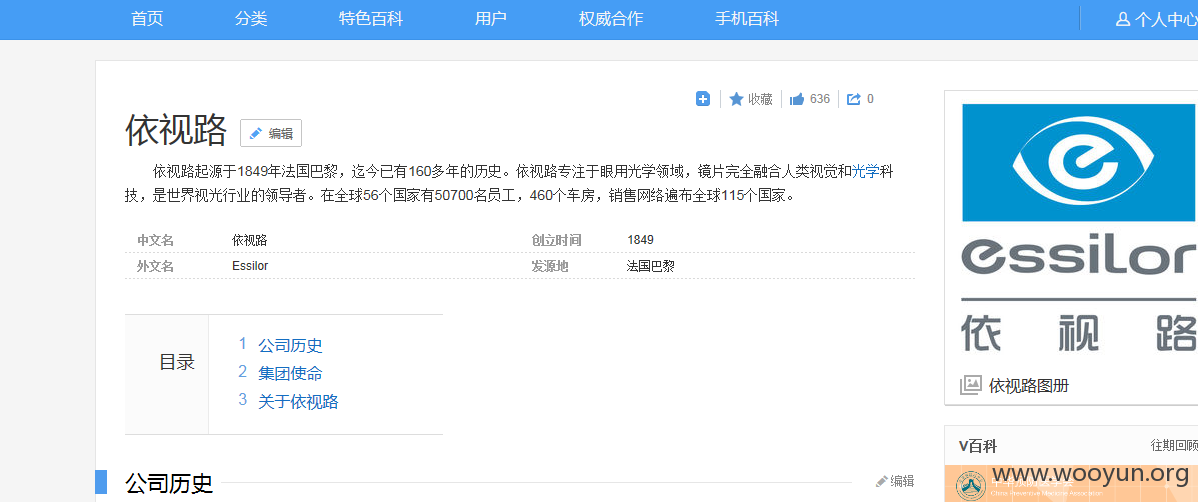 首页 分类 特色百科 用户 权威合作 手机百科 个人中心
收藏 636 0
依视路 编辑
依视路起源于1849年法国巴黎，迄今已有160多年的历史。依视路专注于眼用光学领域，镜片完全融合人类视觉和光学科
技，是世界视光行业的领导者。在全球56个国家有50700名员工，460个车房，销售网络遍布全球115个国家。
中文名 依视路 创立时间 1849
外文名 Essilor 发源地 法国巴黎
目录
1 公司历史
2 集团使命
3 关于依视路
公司历史 编辑
essilor
依视路
依视路图册
V百科 往期回顾
www.wooyun.org